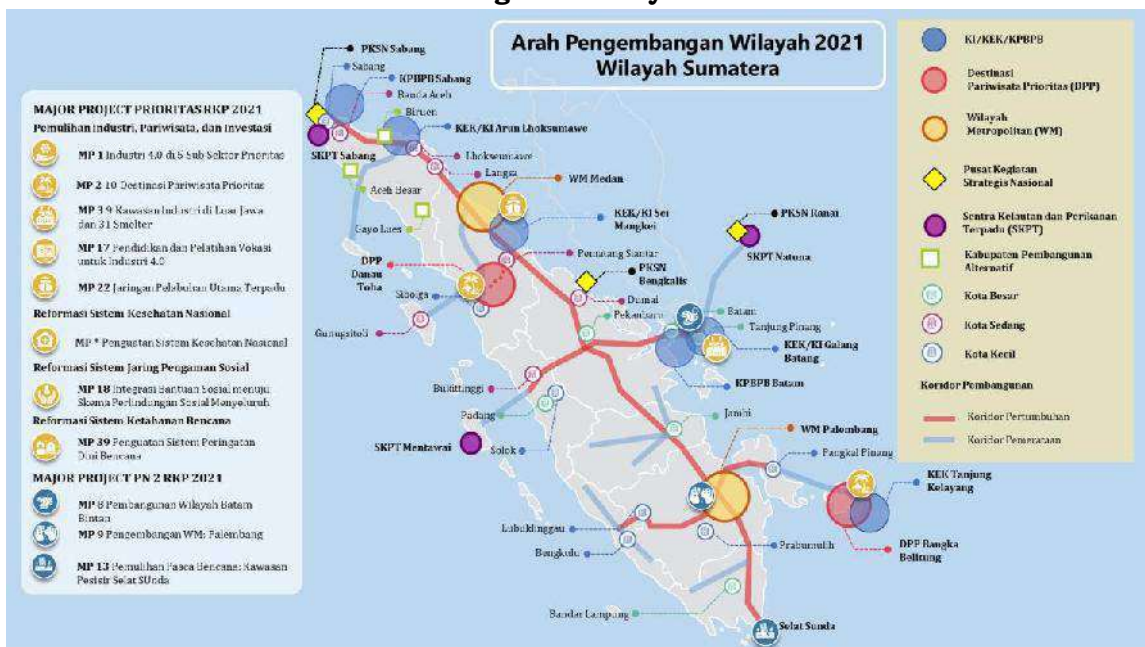 Arah Pengembangan Wilayah 2021
Wilayah Sumatera
MAJOR PROJECT PRIORITAS RKP 2021
Pemulihan Industri, Pariwisata, dan Investasi
MP 1 Industri 4.0 di 5 Sub Sektor Prioritas
MP 2 10 Destinasi Pariwisata Prioritas
MP 3 9 Kawasan Industri di Luar Jawa
dan 31 Smelter
MP 17 Pendidikan dan Pelatihan Vokasi
untuk Industri 4.0
MP 22 Jaringan Pelabuhan Utama Terpadu
Reformasi Sistem Kesehatan Nasional
MP * Penguatan Sistem Kesehatan Nasional
Reformasi Sistem Jaring Pengaman Sosial
MP 18 Integrasi Bantuan Sosial menuju
Skema Perlindungan Sosial Menyeluruh
Reformasi Sistem Ketahanan Bencana
MP 39 Penguatan Sistem Peringatan
Dini Bencana
MAJOR PROJECT PN 2 RKP 2021
MP 8 Pembangunan Wilayah Batam
Bintan
MP 9 Pengembangan WM: Palembang
MP 13 Pemulihan Pasca Bencana: Kawasan
Pesisir Selat SUnda
PKSN Sabang
Sabang
KPBPB Sabang
Banda Aceh
Biruen
KEK/KI Arun Lhoksumawe
SKPT Sabang
Lhokseumawe
Langsa
Aceh Besar
WM Medan
Gayo Lues
KEK/KI Sei
Mangkei
PKSN Ranai
SKPT Natuna
Pematang Siantar
DPP
Danau
Toba
PKSN
Bengkalis
Sibolga
Dumai
Pekanbaru
Batam
Tanjung Pinang
Gunugsitoli
KEK/KI Galang
Batang
KPBPB Batam
Bukittinggi
Padang
Jambi
SKPT Mentawai
Solok
WM Palembang
Pangkal Pinang
KEK Tanjung
Kelayang
Lubuklinggau
Bengkulu
Prabumulih
DPP Bangka
Belitung
Bandar Lampung
Selat Sunda
KI/KEK/KPBPB
Destinasi
Pariwisata Prioritas (DPP)
Wilayah
Metropolitan (WM)
Pusat Kegiatan
Strategis Nasional
Sentra Kelautan dan Perikanan
Terpadu (SKPT)
Kabupaten Pembangunan
Alternatif
Kota Besar
Kota Sedang
Kota Kecil
Koridor Pembangunan
Koridor Pertumbuhan
Koridor Pemerataan